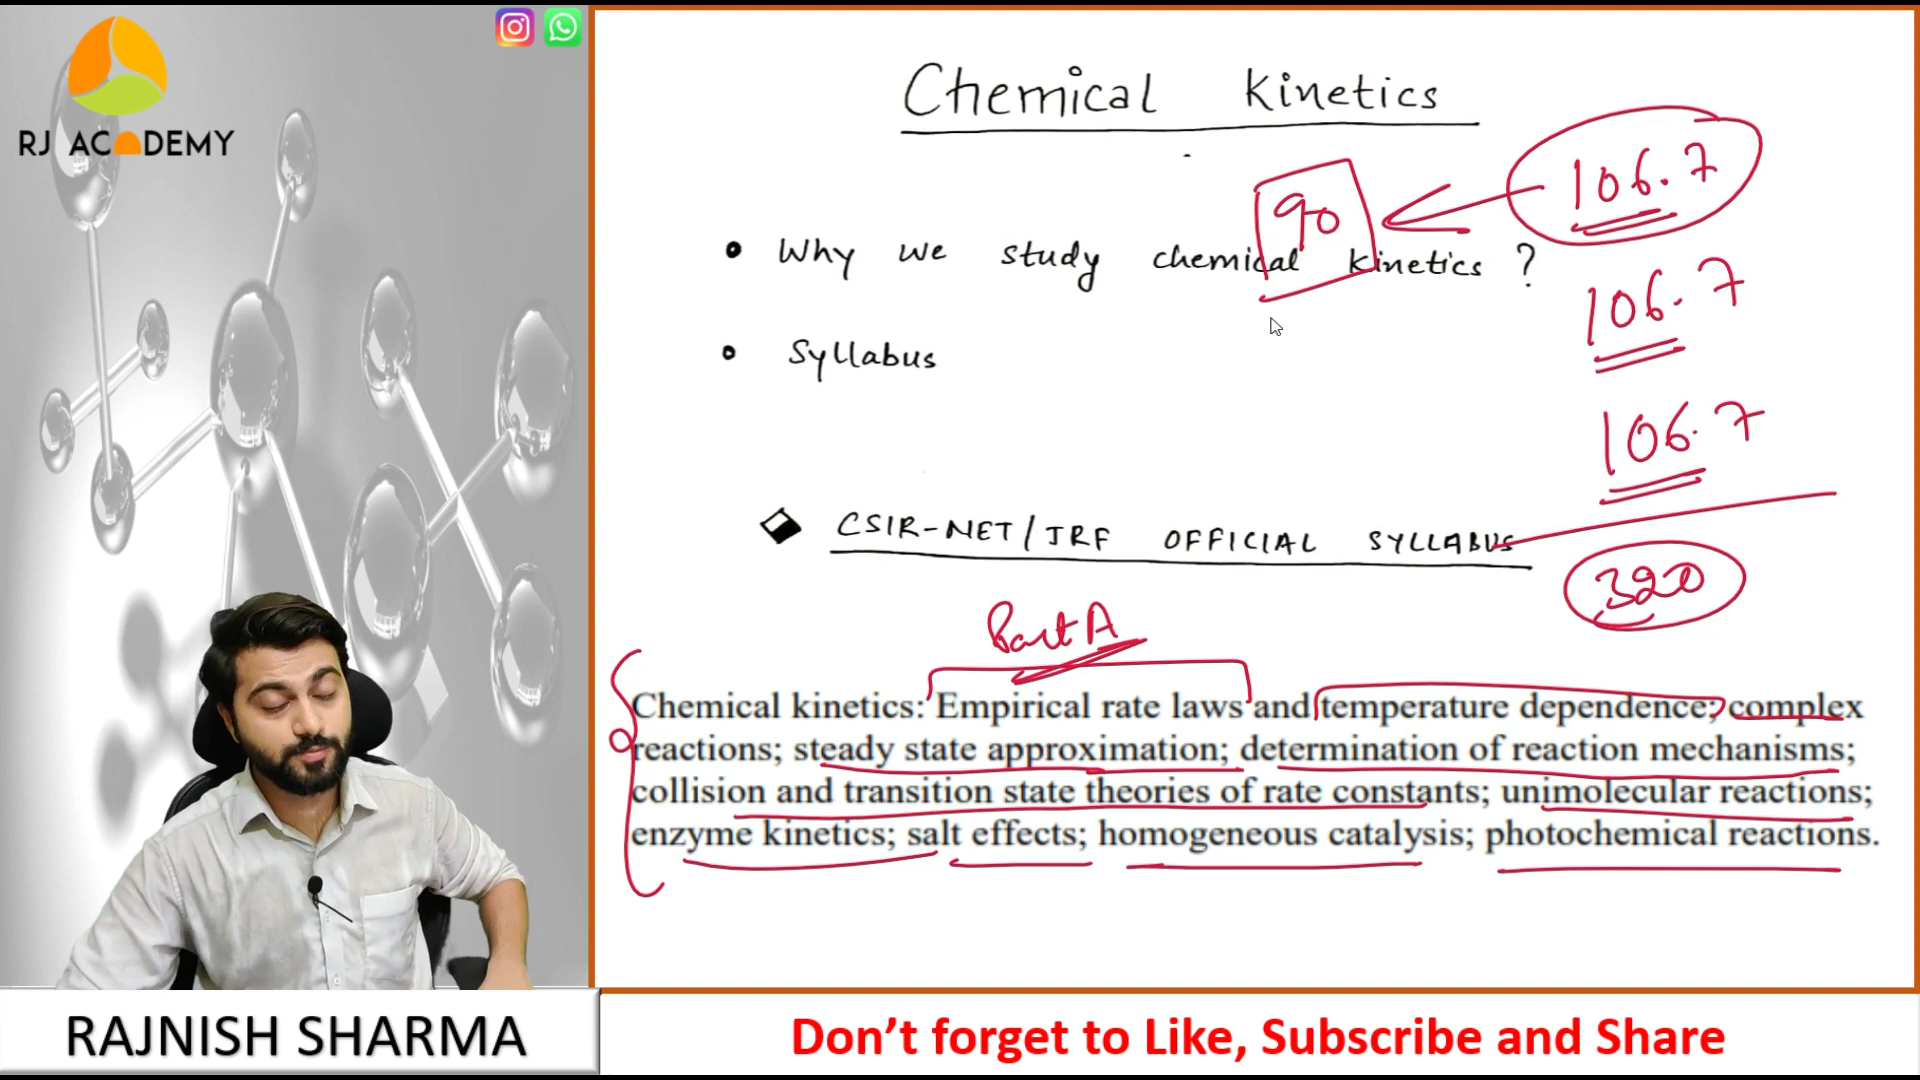 RJ ACADEMY
Chemical Kinetics
106.7
90
• Why we study chemical kinetics ?
106.7
• Syllabus
106.7
CSIR-NET/JRF OFFICIAL SYLLABUS
320
Part A
Chemical kinetics: Empirical rate laws and temperature dependence; complex
reactions; steady state approximation; determination of reaction mechanisms;
collision and transition state theories of rate constants; unimolecular reactions;
enzyme kinetics; salt effects; homogeneous catalysis; photochemical reactions.
RAJNISH SHARMA
Don't forget to Like, Subscribe and Share